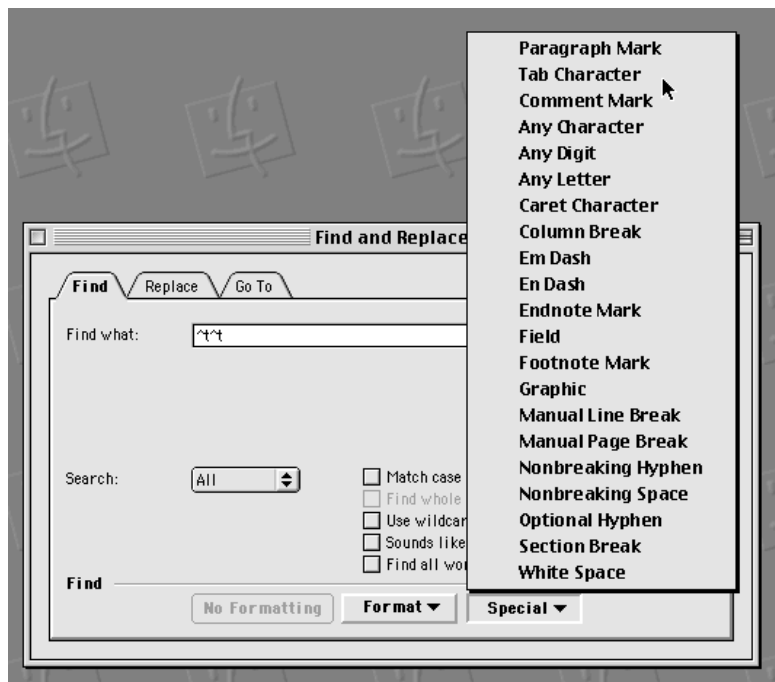 Paragraph Mark
Tab Character
Comment Mark
Any Character
Any Digit
Any Letter
Caret Character
Column Break
Em Dash
En Dash
Endnote Mark
Field
Footnote Mark
Graphic
Manual Line Break
Manual Page Break
Nonbreaking Hyphen
Nonbreaking Space
Optional Hyphen
Section Break
White Space
Find and Replace
Find Replace Go To
Find what: ^t^t
Search: All
Match case
Find whole
Use
Sounds like
Find all
Find
No Formatting Format Special